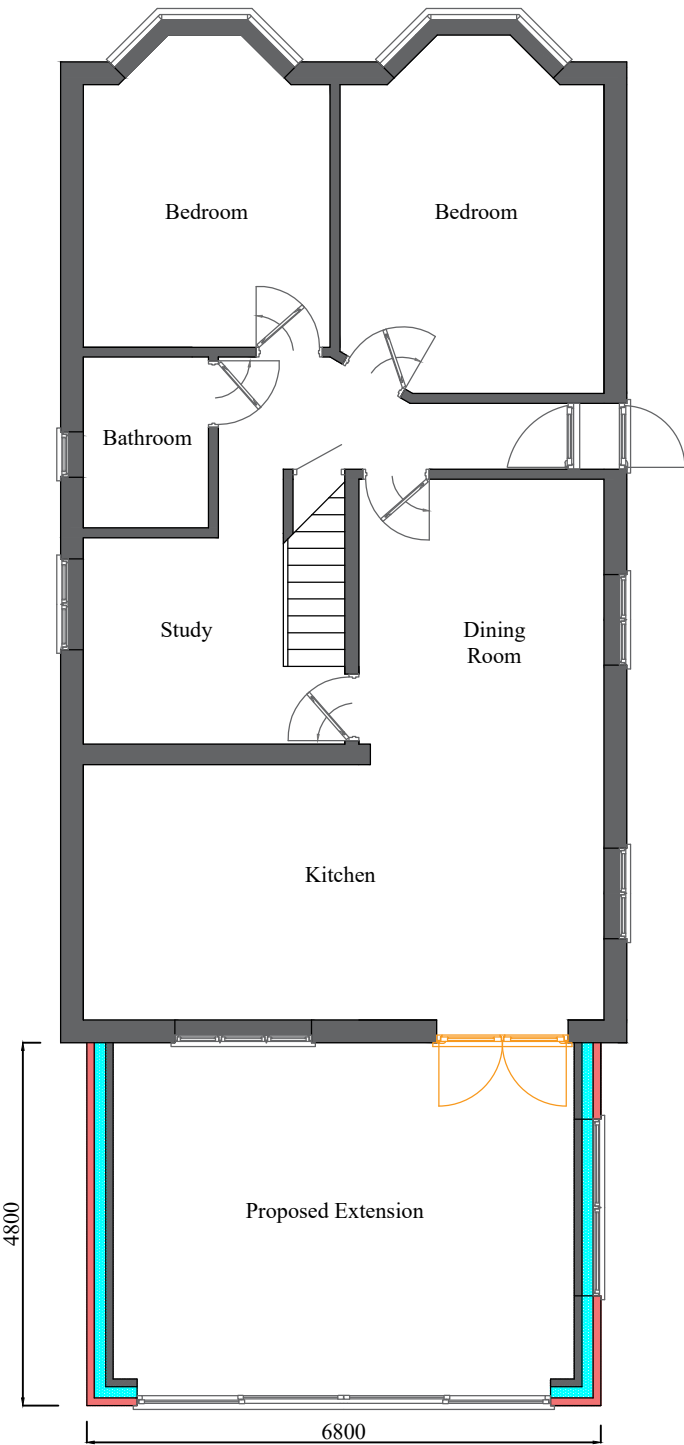 Bedroom
Bedroom
Bathroom
Study
Dining
Room
Kitchen
Proposed Extension
4800
6800